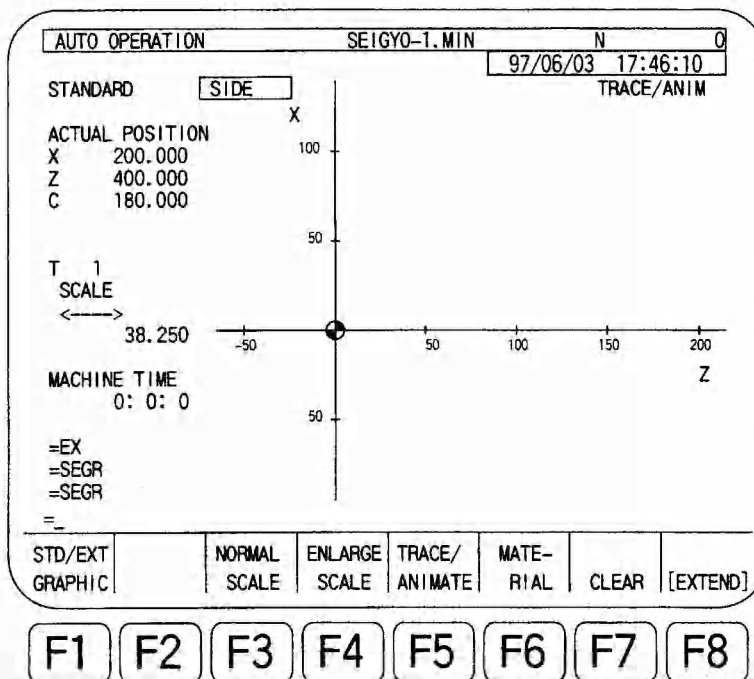 AUTO OPERATION SEIGYO-1.MIN N 0
97/06/03 17:46:10
STANDARD SIDE TRACE/ANIM
X
ACTUAL POSITION
X 200.000
Z 400.000
C 180.000
100
50
T 1
SCALE
<---->
38.250
-50 50 100 150 200
Z
MACHINE TIME
0: 0: 0
50
=EX
=SEGR
=SEGR
=_
STD/EXT NORMAL ENLARGE TRACE/ MATE-
GRAPHIC SCALE SCALE ANIMATE RIAL CLEAR [EXTEND]
F1 F2 F3 F4 F5 F6 F7 F8